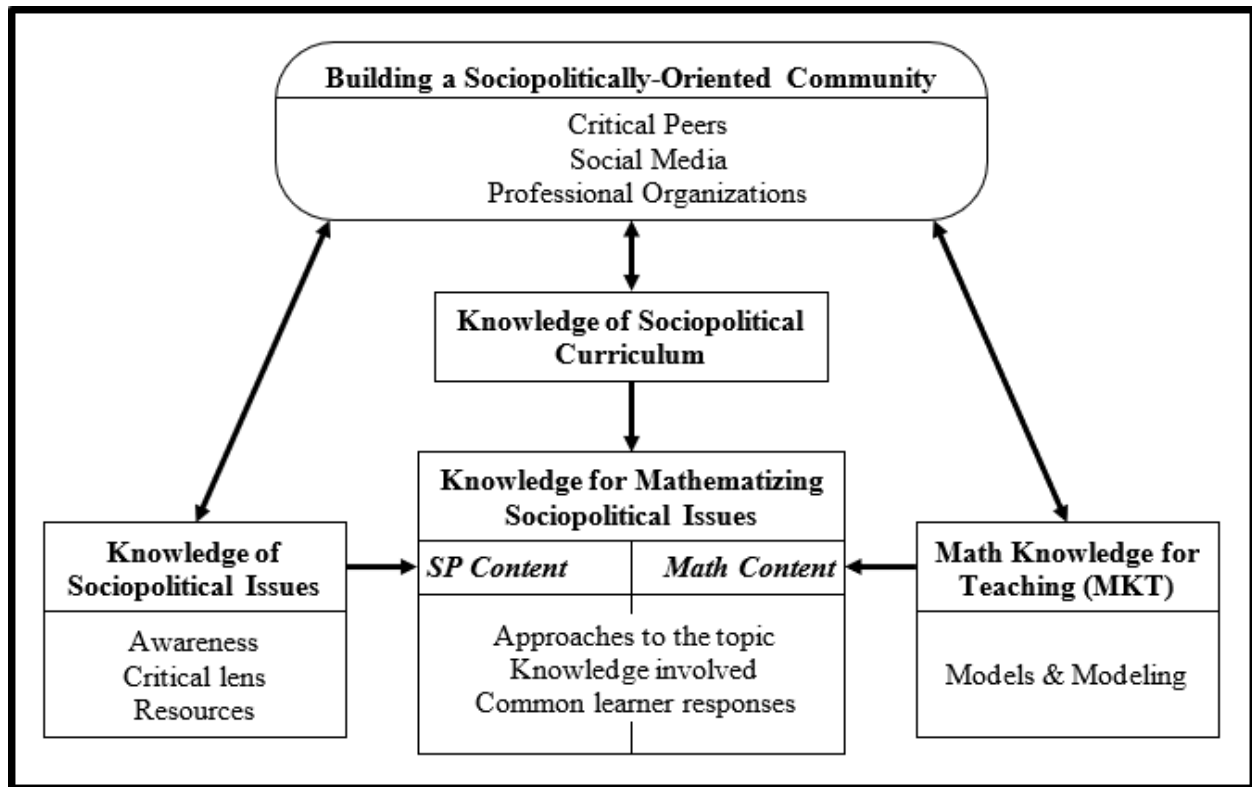 Building a Sociopolitically-Oriented Community
Critical Peers
Social Media
Professional Organizations
Knowledge of Sociopolitical
Curriculum
Knowledge of
Sociopolitical Issues
Awareness
Critical lens
Resources
Knowledge for Mathematizing
Sociopolitical Issues
SP Content
Math Content
Approaches to the topic
Knowledge involved
Common learner responses
Math Knowledge for
Teaching (MKT)
Models & Modeling